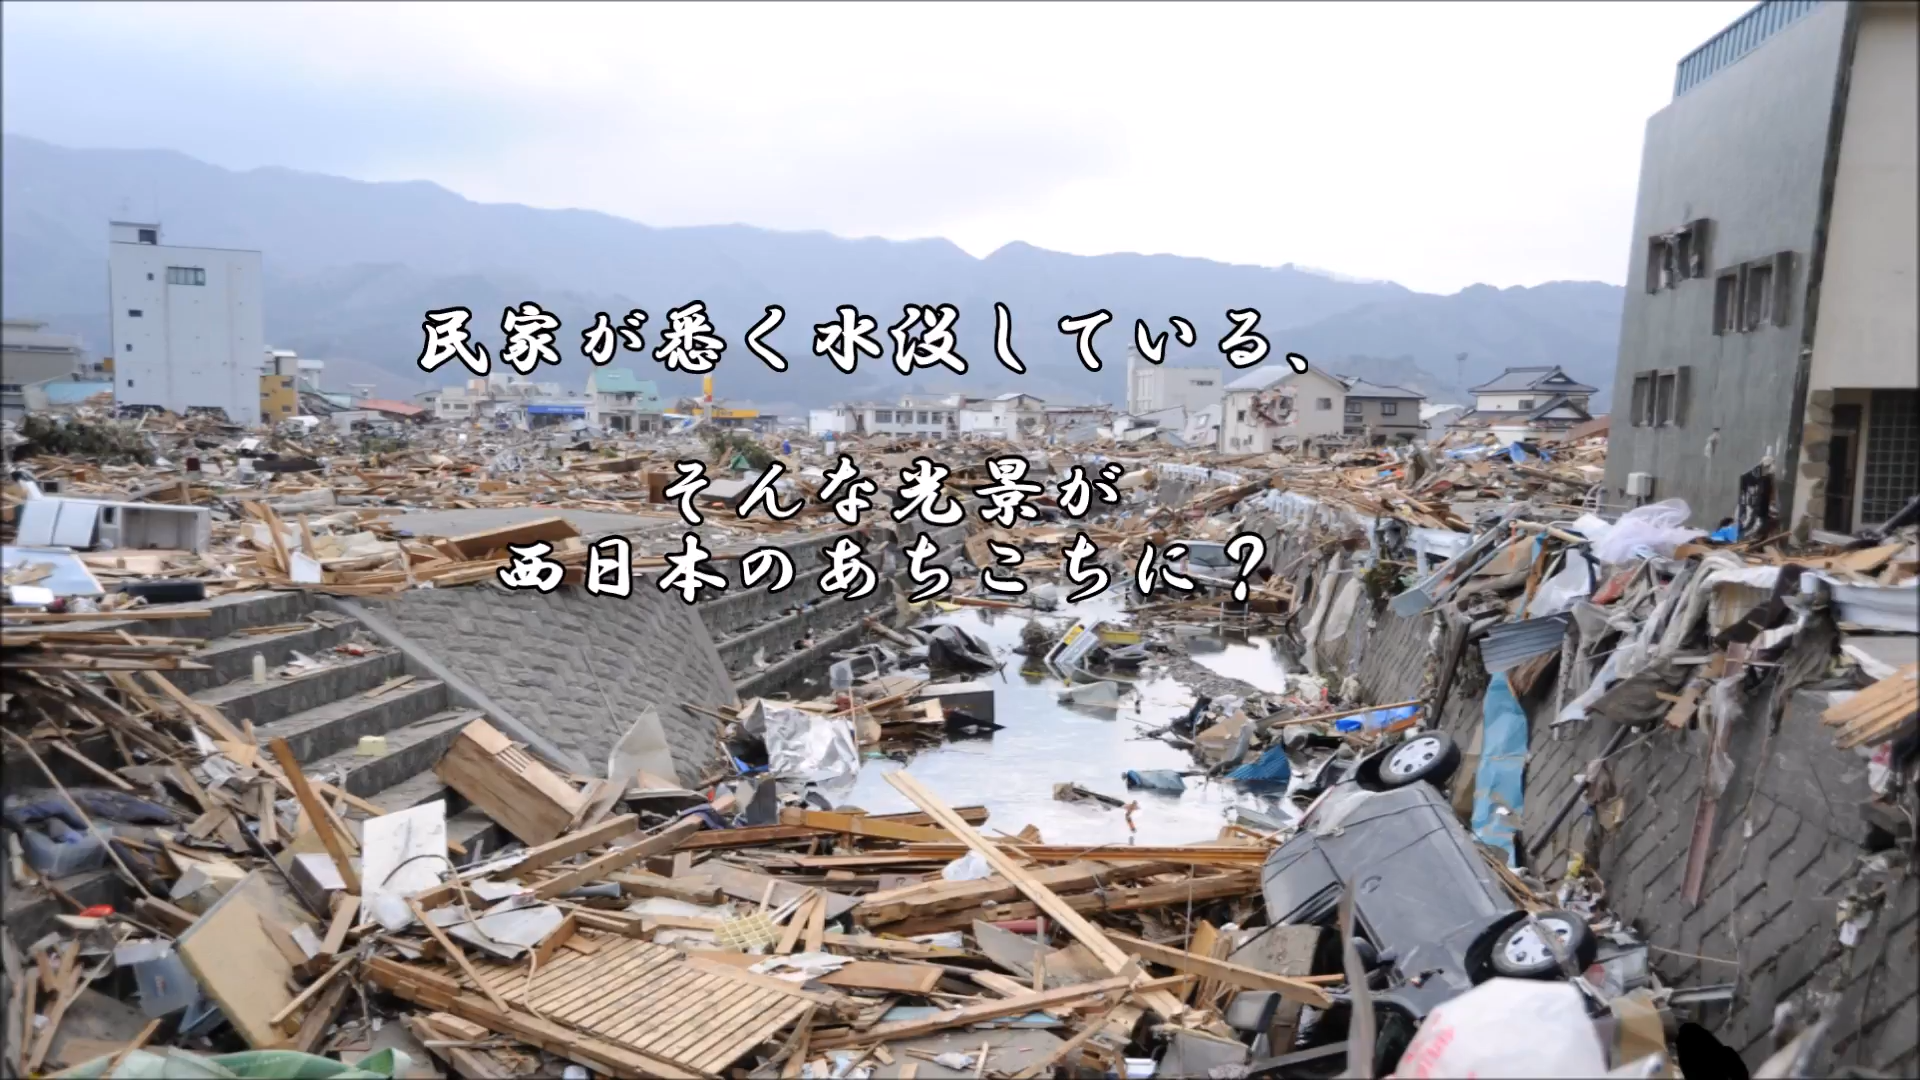 民家が悉く水没している、
そんな光景が
西日本のあちこちに？